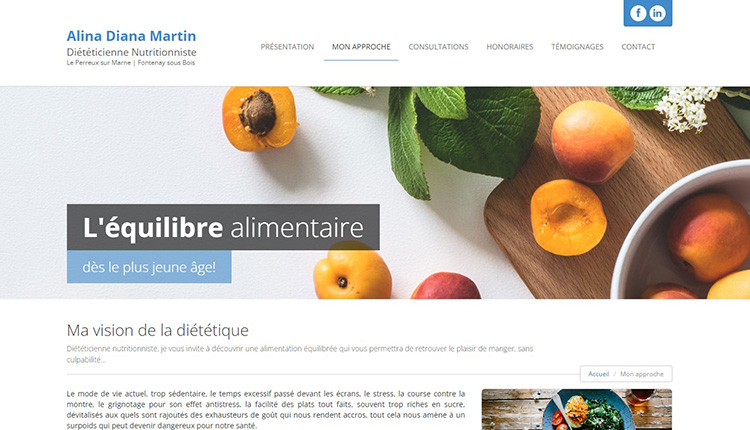 Alina Diana Martin
Diététicienne Nutritionniste
Le Perreux sur Marne | Fontenay sous Bois
PRÉSENTATION MON APPROCHE CONSULTATIONS HONORAIRES TÉMOIGNAGES CONTACT
L'équilibre alimentaire
dès le plus jeune âge!
Ma vision de la diététique
Diététicienne nutritionniste, je vous invite à découvrir une alimentation équilibrée qui vous permettra de retrouver le plaisir de manger, sans
culpabilité...
Accueil / Mon approche
Le mode de vie actuel, trop sédentaire, le temps excessif passé devant les écrans, le stress, la course contre la
montre, le grignotage pour son effet antistress, la facilité des plats tout faits, souvent trop riches en sucre,
dévitalisés aux quels sont rajoutés des exhausteurs de goût qui nous rendent accros, tout cela nous amène à un
surpoids qui peut devenir dangereux pour notre santé.